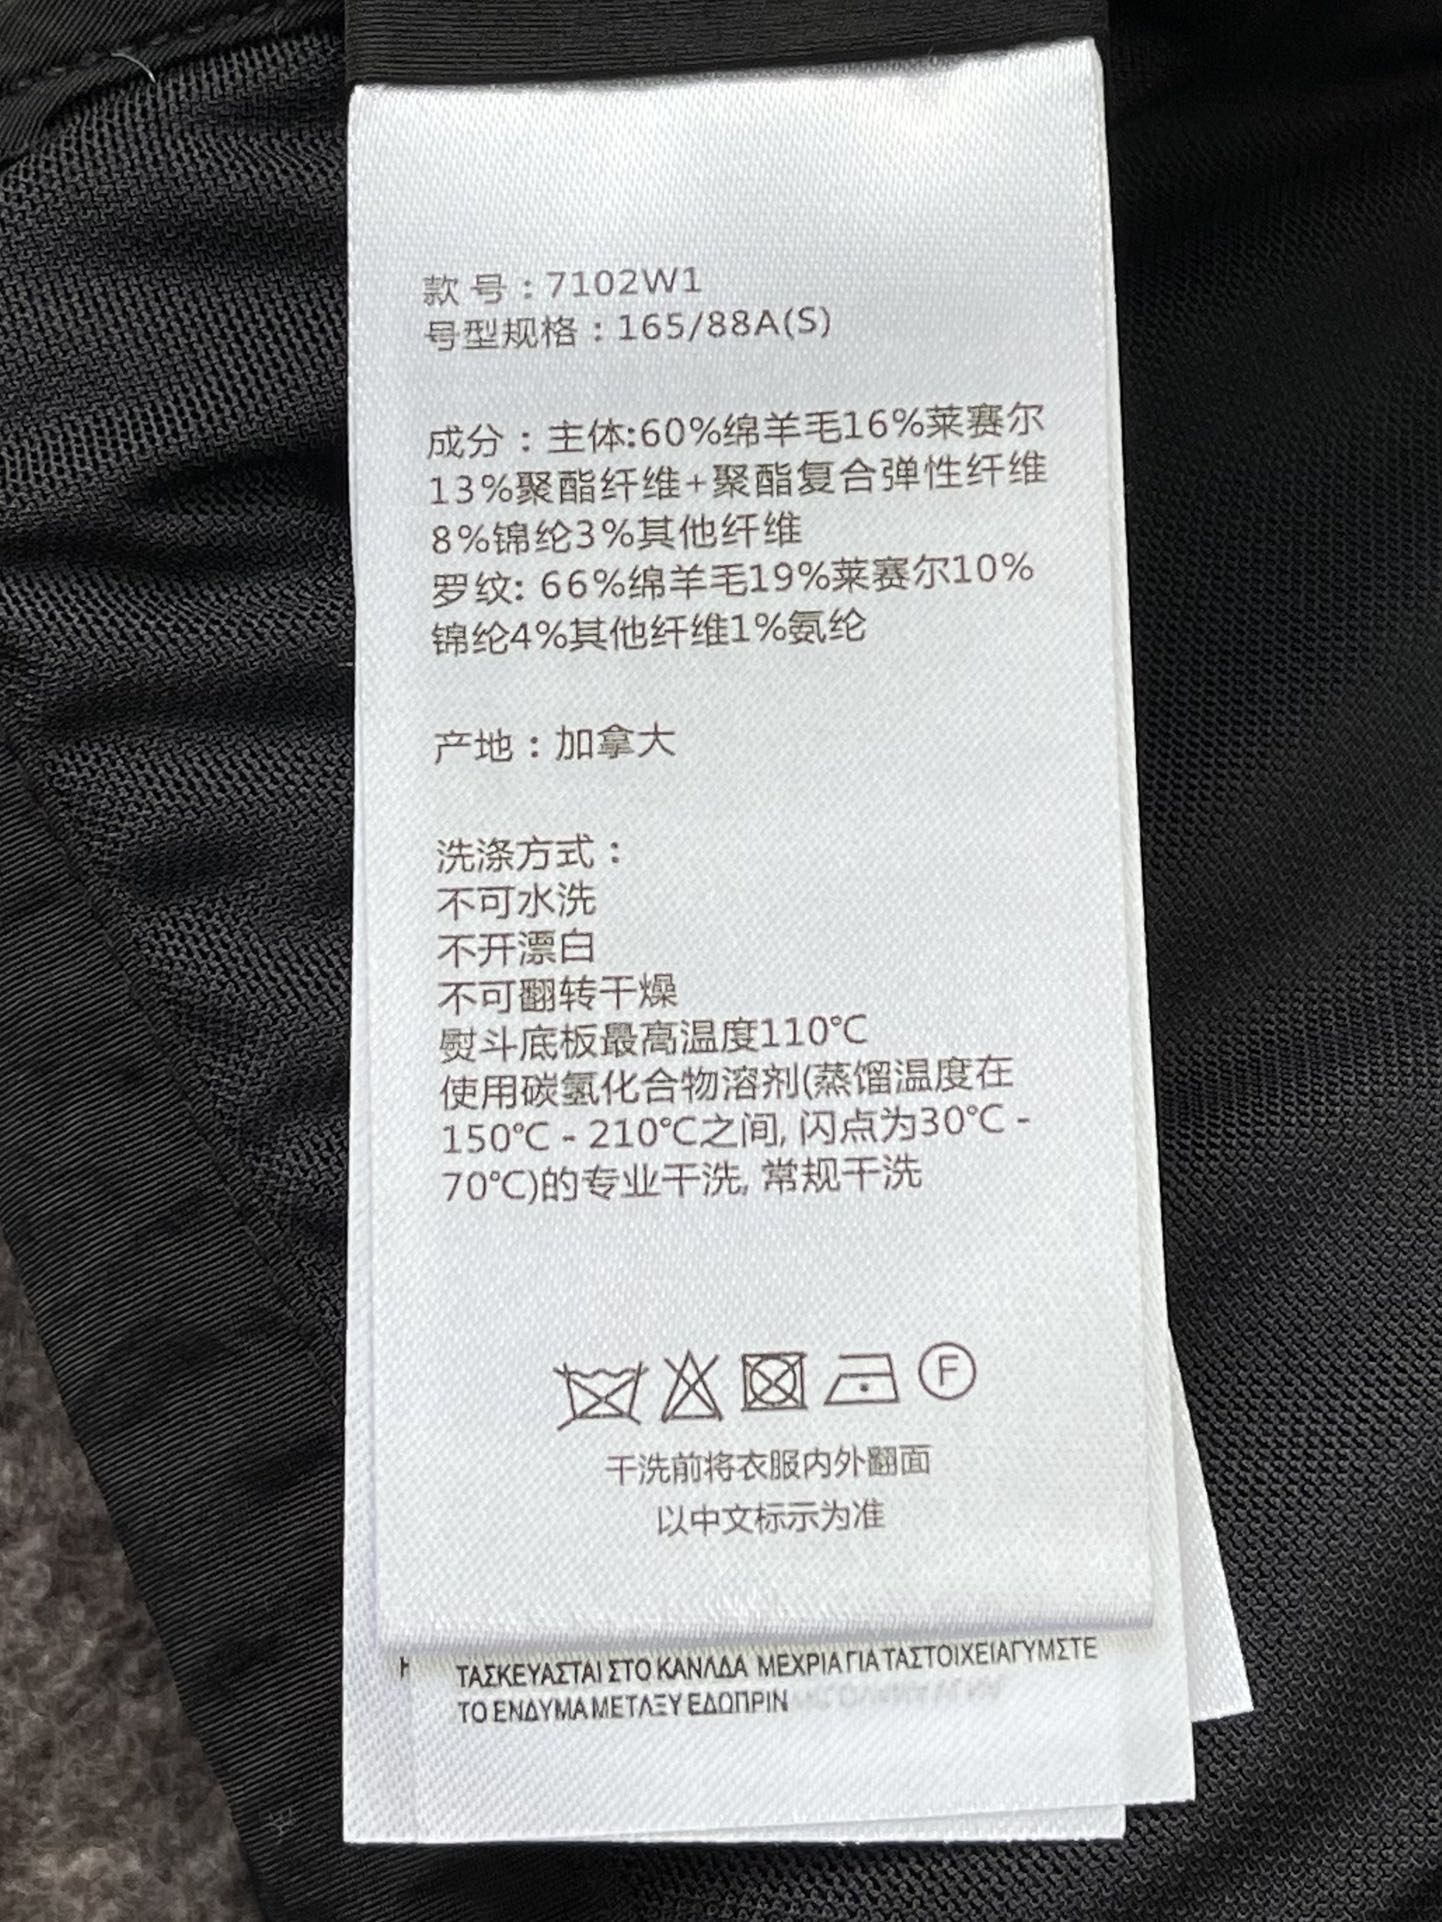 款 号：7102W1
号型规格：165/88A(S)
成分：主体:60%绵羊毛16%莱赛尔
13%聚酯纤维+聚酯复合弹性纤维
8%锦纶3%其他纤维
罗纹: 66%绵羊毛19%莱赛尔10%
锦纶4%其他纤维1%氨纶
产地：加拿大
洗涤方式：
不可水洗
不开漂白
不可翻转干燥
熨斗底板最高温度110℃
使用碳氢化合物溶剂(蒸馏温度在
150℃ - 210℃之间, 闪点为30℃ -
70℃)的专业干洗, 常规干洗
F
干洗前将衣服内外翻面
以中文标示为准
ΤΑΣΚΕΥΑΣΤΑΙ ΣΤΟ ΚΑΝΛΔΑ ΜΕΧΡΙΑ ΓΙΑ ΤΑΣΤΟΙΧΕΙΑΓΥΜΣΤΕ
ΤΟ ΕΝΔΥΜΑ ΜΕΤΛΞΥ ΕΔΩΠΡΙΝ